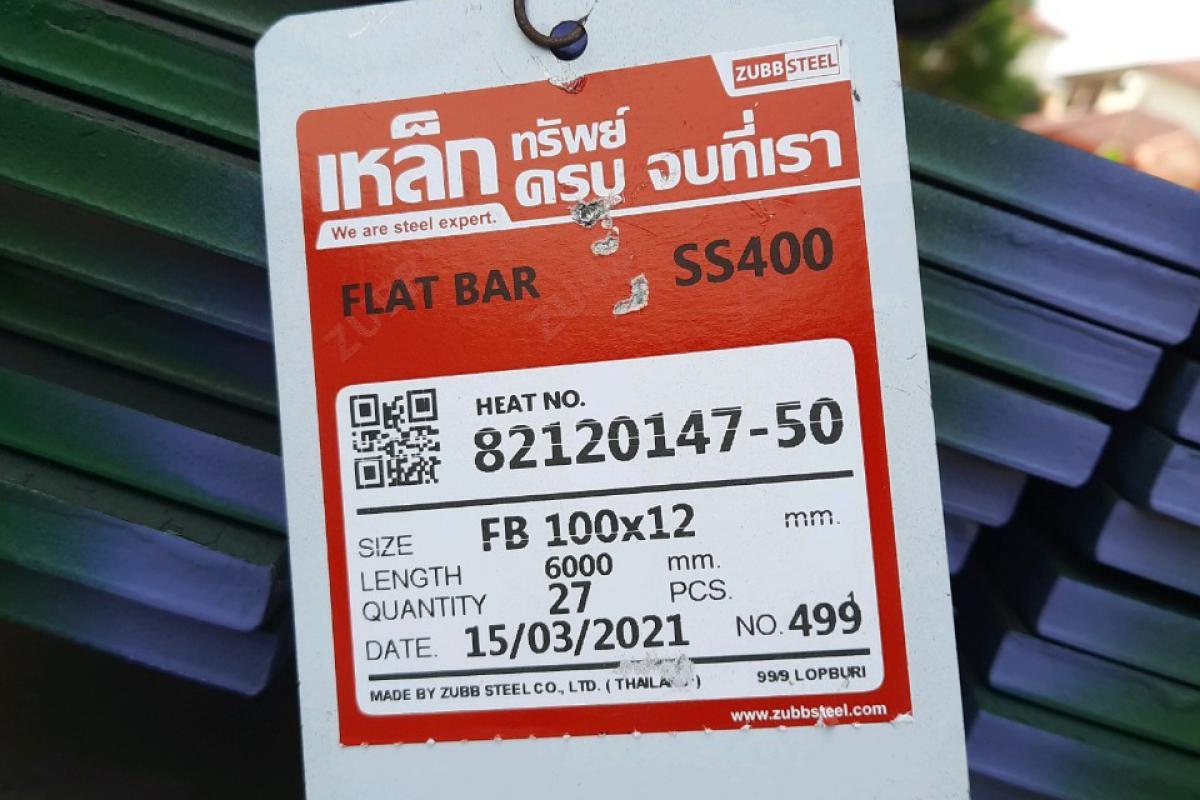 ZUBB STEEL
เหล็ก ทรัพย์ครบ จบที่เรา
We are steel expert.
FLAT BAR SS400
HEAT NO.
82120147-50
SIZE FB 100x12 mm.
LENGTH 6000 mm.
QUANTITY 27 PCS.
DATE. 15/03/2021 NO. 499
MADE BY ZUBB STEEL CO., LTD. 99/9 LOPBURI
www.zubbsteel.com